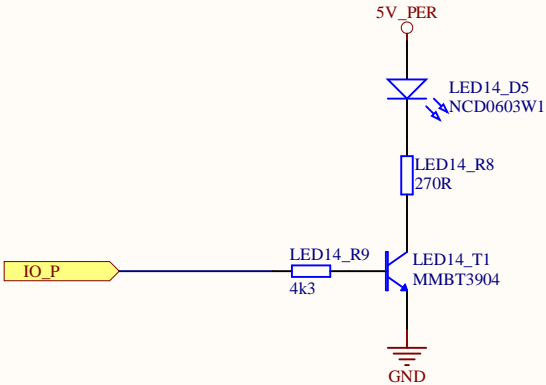 5V_PER
LED14_D5
NCD0603W1
LED14_R8
270R
LED14_R9
4k3
IO_P
LED14_T1
MMBT3904
GND